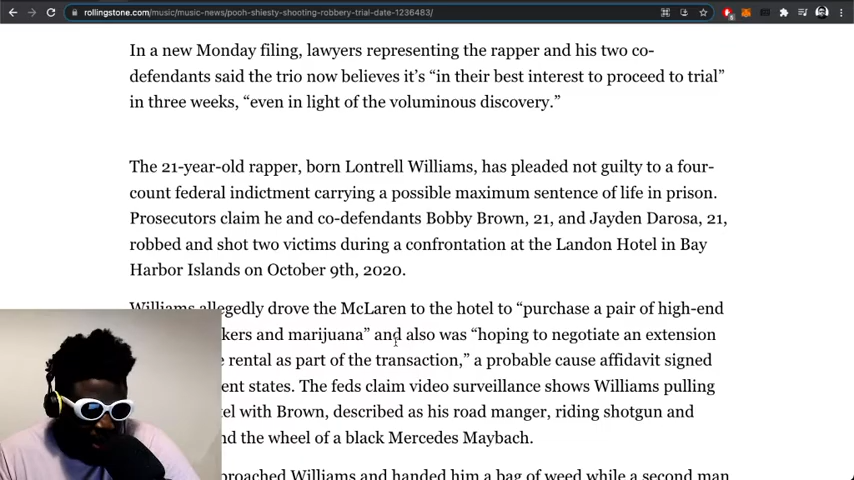 rollingstone.com/music/music-news/pooh-shiesty-shooting-robbery-trial-date-1236483/
In a new Monday filing, lawyers representing the rapper and his two co-
defendants said the trio now believes it’s “in their best interest to proceed to trial”
in three weeks, “even in light of the voluminous discovery.”
The 21-year-old rapper, born Lontrell Williams, has pleaded not guilty to a four-
count federal indictment carrying a possible maximum sentence of life in prison.
Prosecutors claim he and co-defendants Bobby Brown, 21, and Jayden Darosa, 21,
robbed and shot two victims during a confrontation at the Landon Hotel in Bay
Harbor Islands on October 9th, 2020.
Williams allegedly drove the McLaren to the hotel to “purchase a pair of high-end
kers and marijuana” and also was “hoping to negotiate an extension
e rental as part of the transaction,” a probable cause affidavit signed
ent states. The feds claim video surveillance shows Williams pulling
tel with Brown, described as his road manger, riding shotgun and
nd the wheel of a black Mercedes Maybach.
proached Williams and handed him a bag of weed while a second man